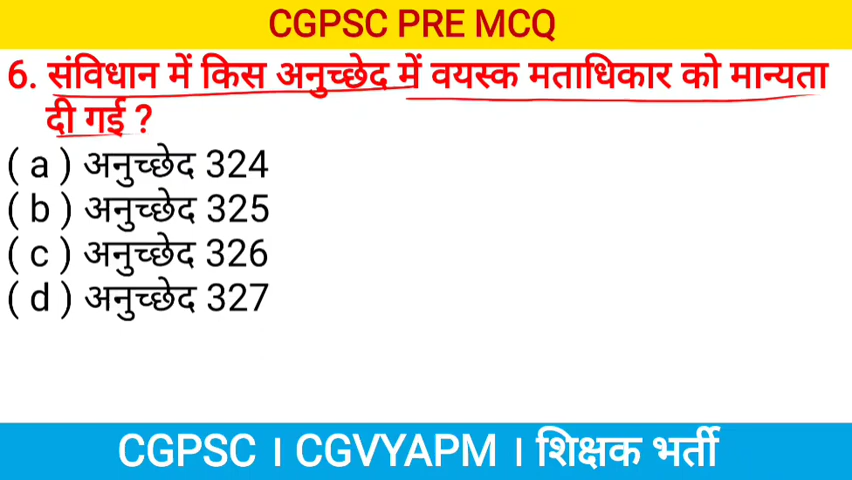 CGPSC PRE MCQ
6. संविधान में किस अनुच्छेद में वयस्क मताधिकार को मान्यता
दी गई ?
( a ) अनुच्छेद 324
( b ) अनुच्छेद 325
( c ) अनुच्छेद 326
( d ) अनुच्छेद 327
CGPSC । CGVYAPM । शिक्षक भर्ती